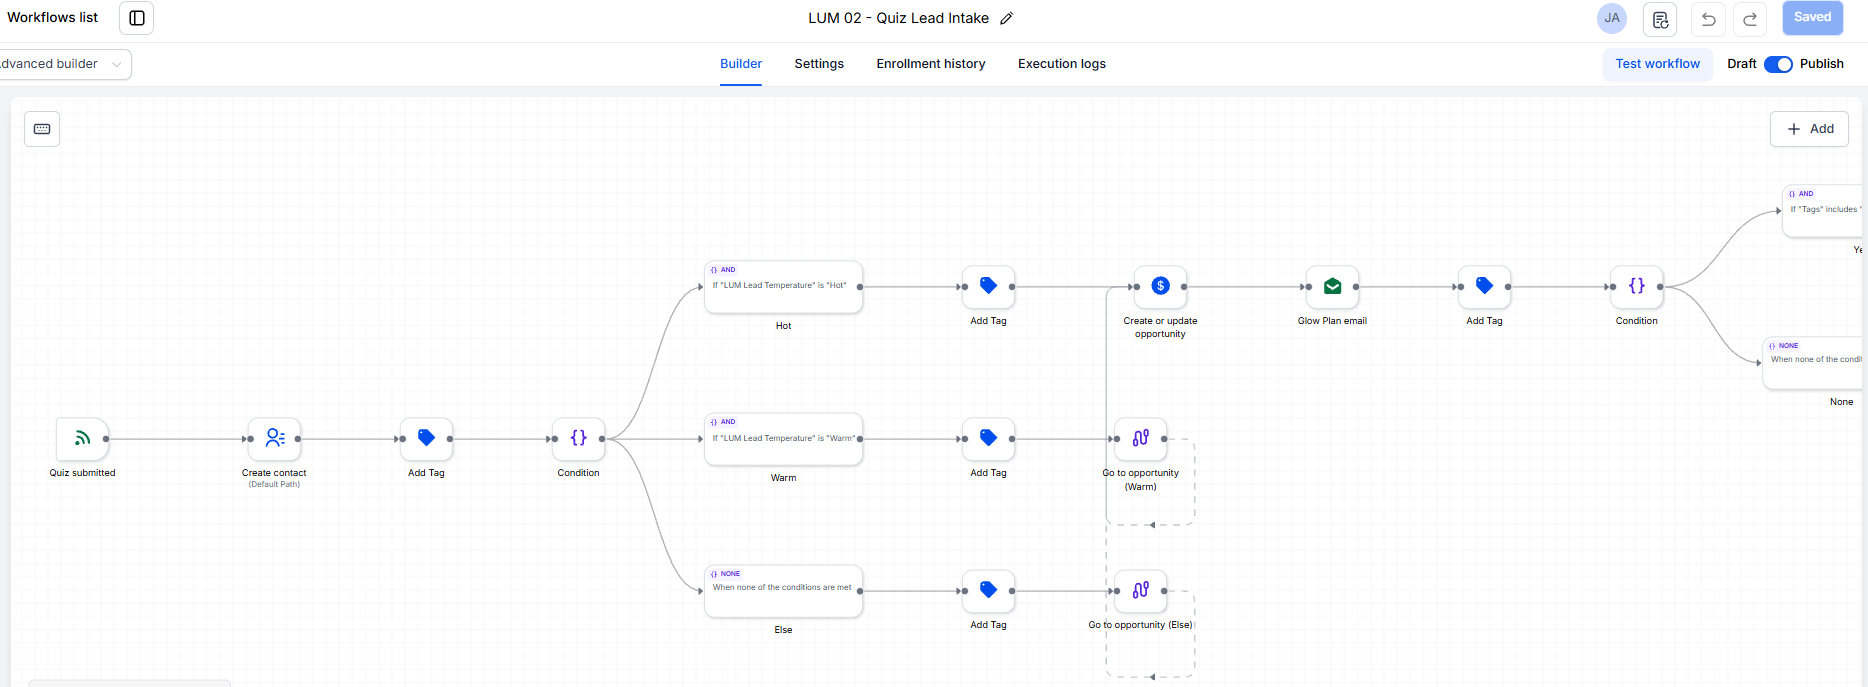 Workflows list
LUM 02 - Quiz Lead Intake
JA
Saved
Advanced builder
Builder
Settings
Enrollment history
Execution logs
Test workflow
Draft
Publish
Add
{} AND
If "Tags" includes "
{} AND
If "LUM Lead Temperature" is "Hot"
Hot
Add Tag
$
Create or update
opportunity
Glow Plan email
Add Tag
{}
Condition
{} NONE
When none of the condi
None
Quiz submitted
Create contact
(Default Path)
Add Tag
{}
Condition
{} AND
If "LUM Lead Temperature" is "Warm"
Warm
Add Tag
Go to opportunity
(Warm)
{} NONE
When none of the conditions are met
Else
Add Tag
Go to opportunity (Else)